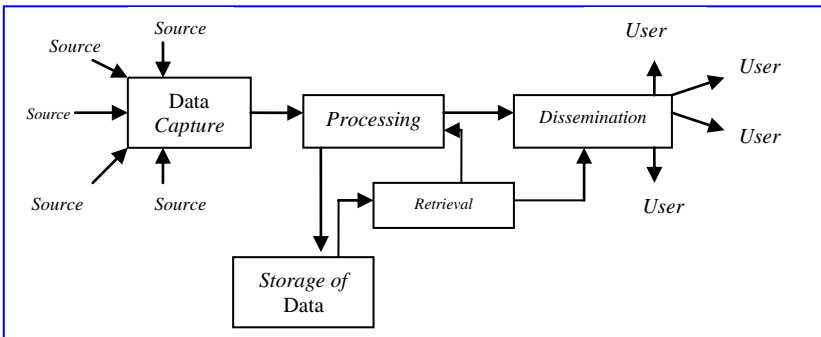 Source
Source
Source
Source
Source
Data
Capture
Processing
Dissemination
User
User
User
User
Retrieval
Storage of
Data